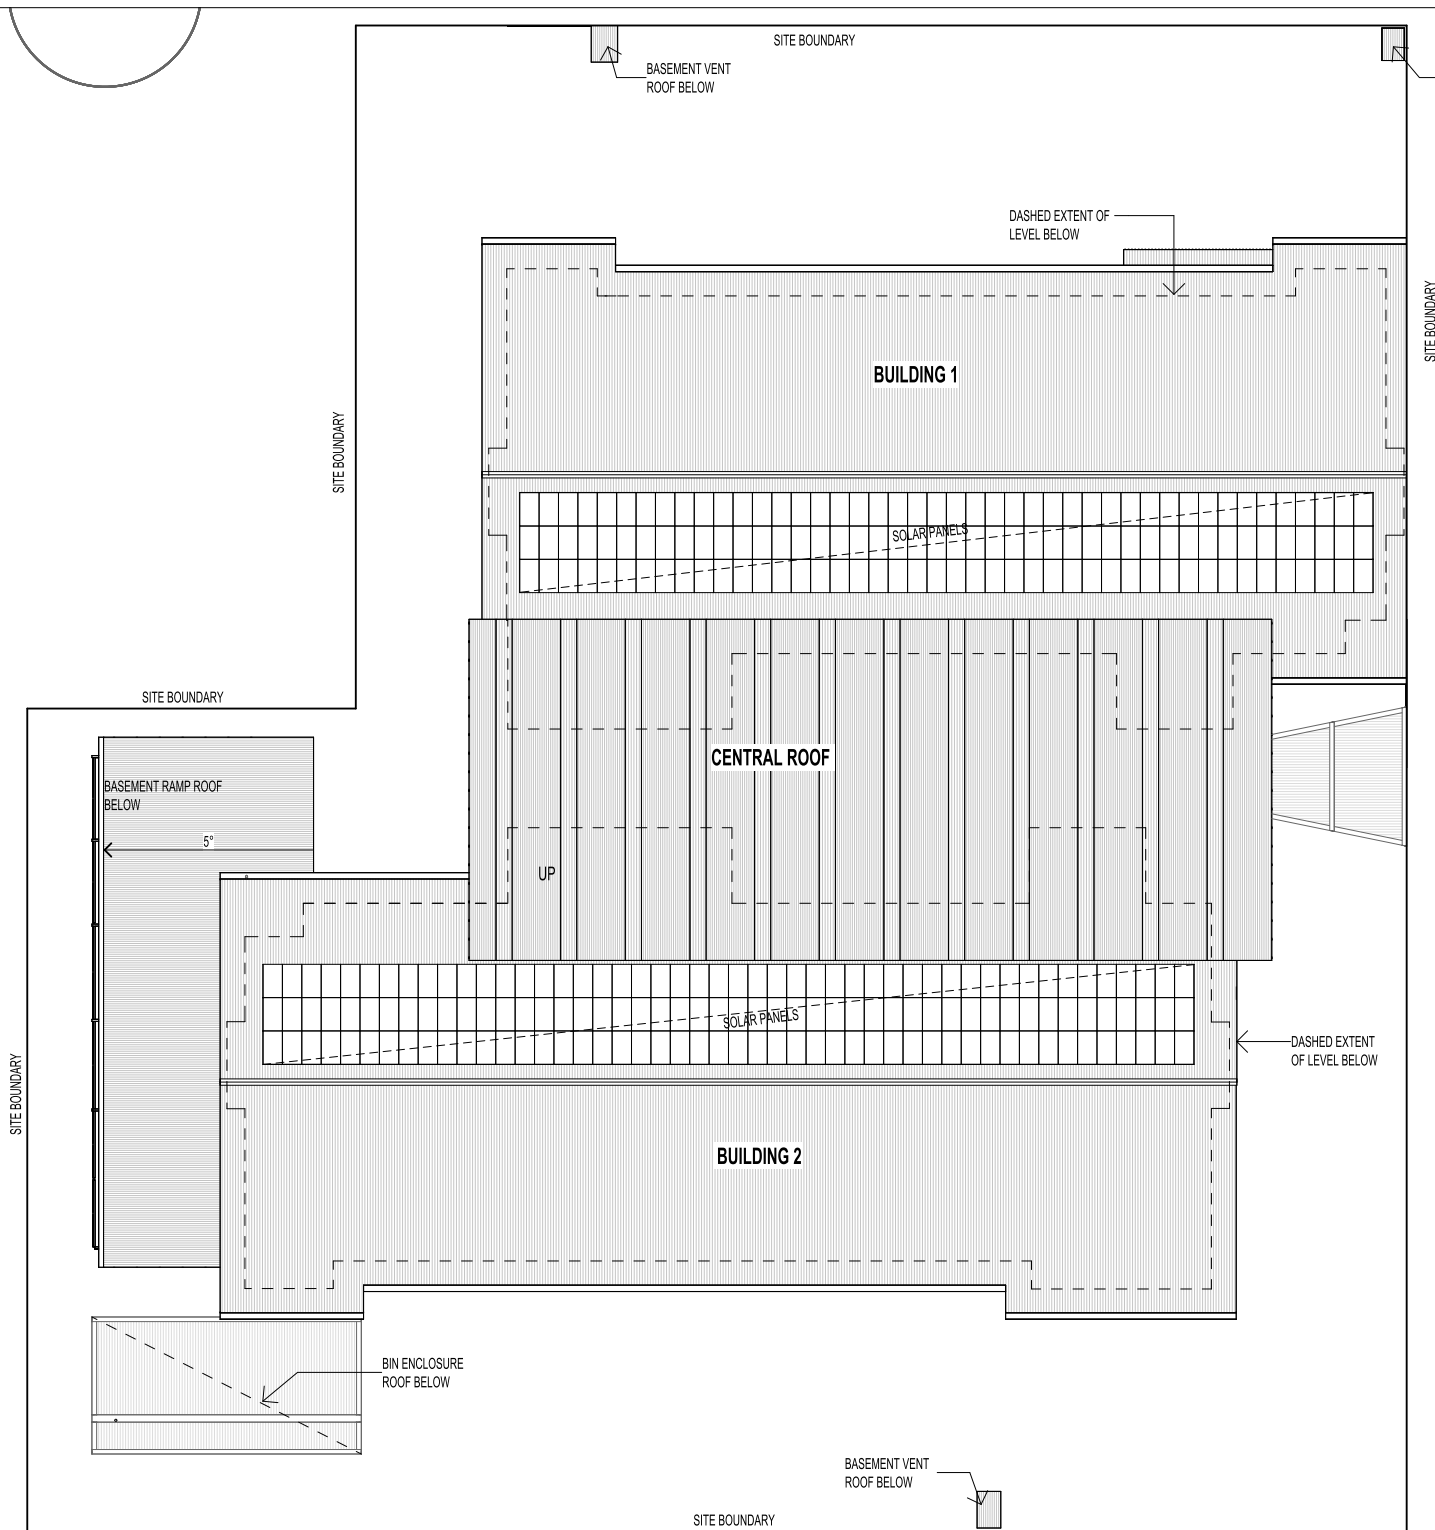 SITE BOUNDARY
BASEMENT VENT
ROOF BELOW
DASHED EXTENT OF
LEVEL BELOW
SITE BOUNDARY
BUILDING 1
SITE BOUNDARY
SOLAR PANELS
SITE BOUNDARY
CENTRAL ROOF
BASEMENT RAMP ROOF
BELOW
5°
UP
SOLAR PANELS
DASHED EXTENT
OF LEVEL BELOW
SITE BOUNDARY
BUILDING 2
BIN ENCLOSURE
ROOF BELOW
BASEMENT VENT
ROOF BELOW
SITE BOUNDARY